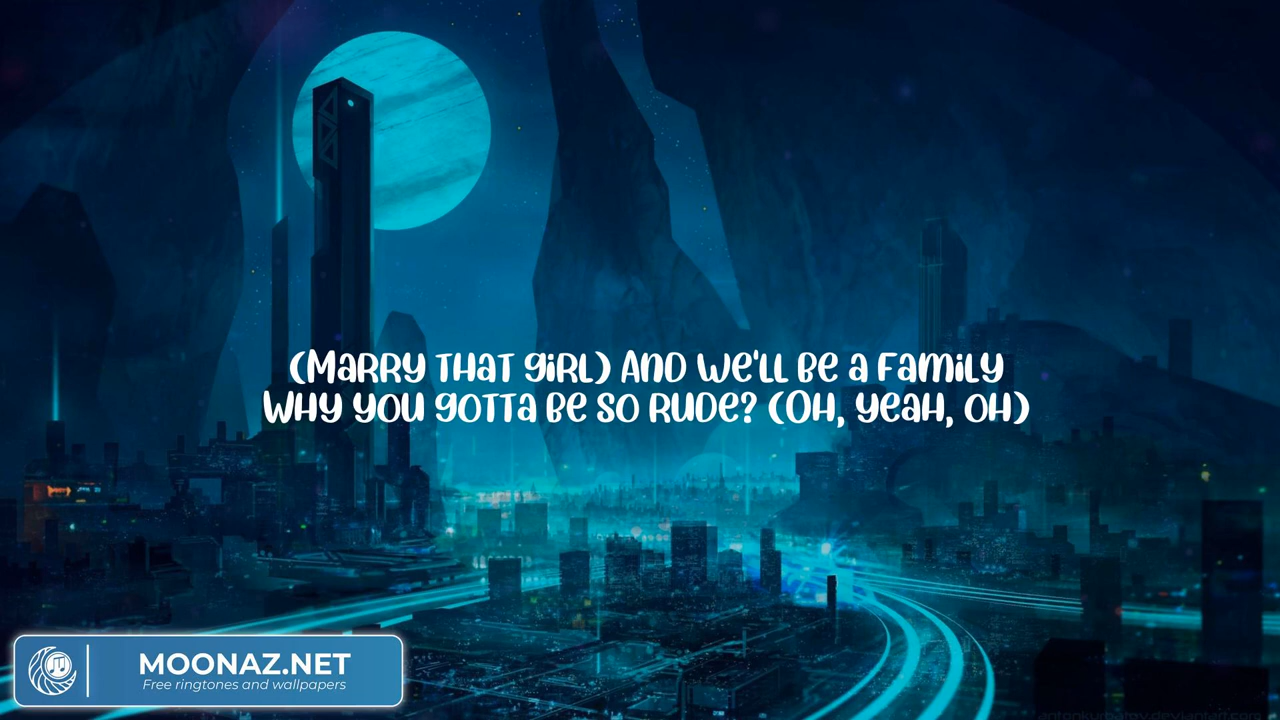 (Marry that girl) And we'll be a family
Why you gotta be so rude? (Oh, yeah, oh)
MOONAZ.NET
Free ringtones and wallpapers